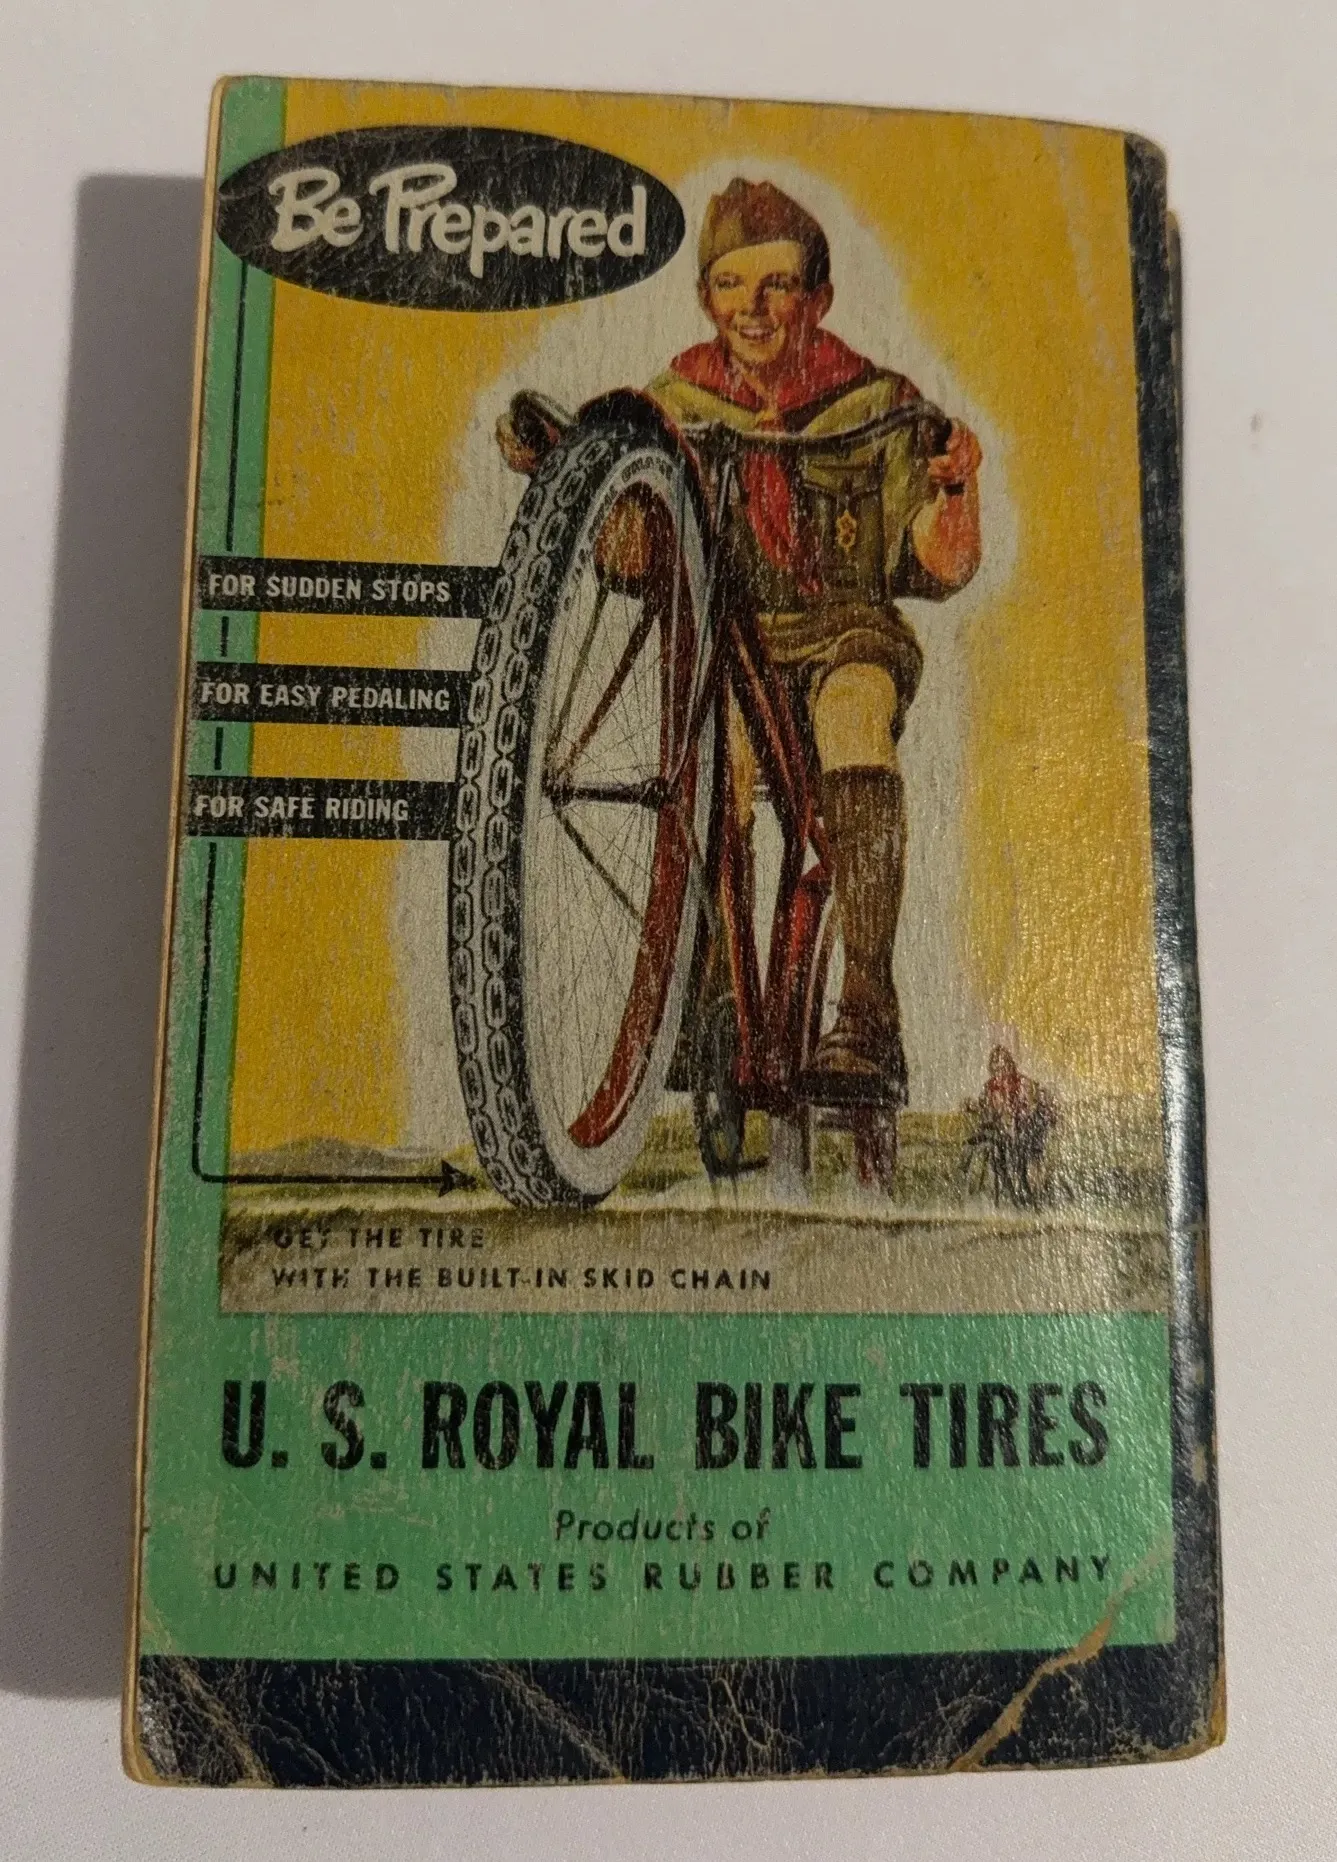 Be Prepared
FOR SUDDEN STOPS
FOR EASY PEDALING
FOR SAFE RIDING
GET THE TIRE
WITH THE BUILT-IN SKID CHAIN
U. S. ROYAL BIKE TIRES
Products of
UNITED STATES RUBBER COMPANY